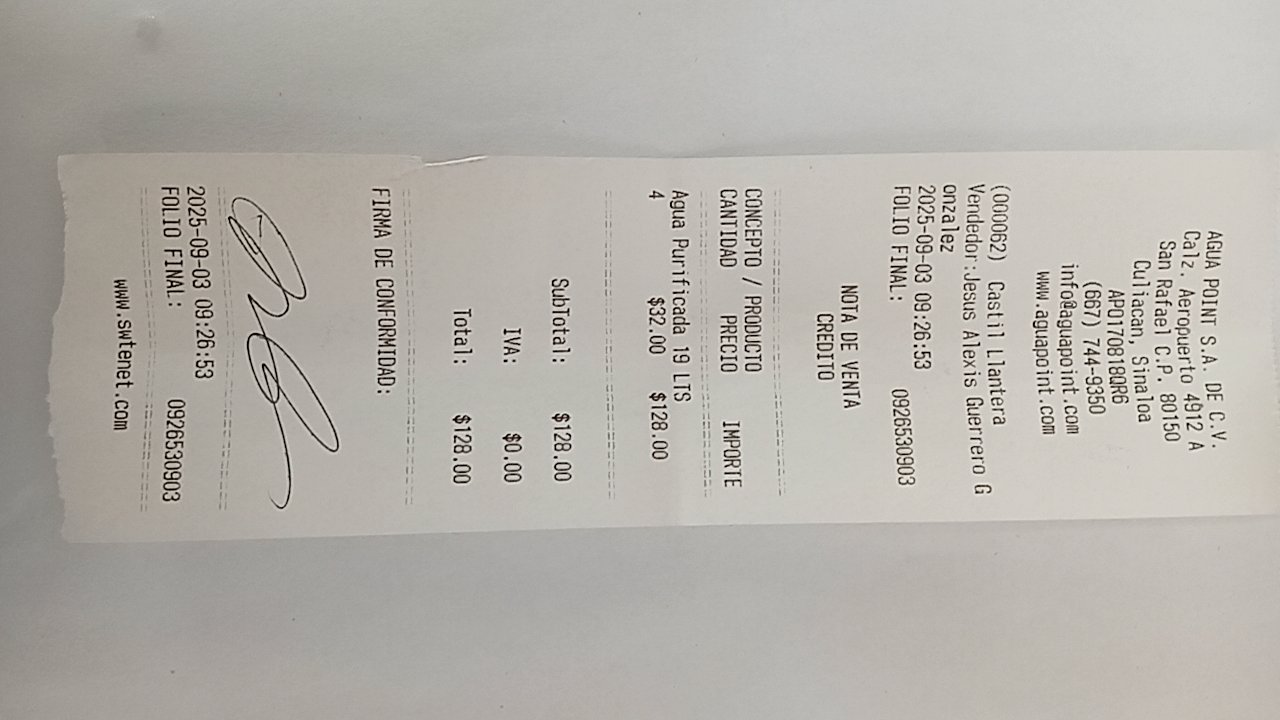 AGUA POINT S.A. DE C.V.
Calz. Aeropuerto 4912 A
San Rafael C.P. 80150
Culiacan, Sinaloa
APO170818QR6
(667) 744-9350
info@aguapoint.com
www.aguapoint.com
(000062) Castil Llantera
Vendedor:Jesus Alexis Guerrero G
onzalez
2025-09-03 09:26:53
FOLIO FINAL: 0926530903
NOTA DE VENTA
CREDITO
CONCEPTO / PRODUCTO
CANTIDAD PRECIO IMPORTE
Agua Purificada 19 LTS
4 $32.00 $128.00
SubTotal: $128.00
IVA: $0.00
Total: $128.00
FIRMA DE CONFORMIDAD:
2025-09-03 09:26:53
FOLIO FINAL: 0926530903
www.swtenet.com